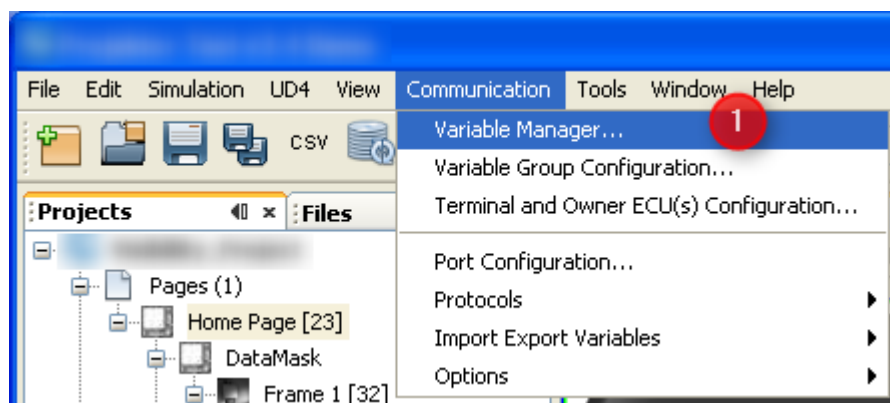 File Edit Simulation UD4 View Communication Tools Window Help
Variable Manager...
1
CSV
Variable Group Configuration...
Projects
Files
Terminal and Owner ECU(s) Configuration...
Port Configuration...
Pages (1)
Protocols
Home Page [23]
Import Export Variables
DataMask
Options
Frame 1 [32]